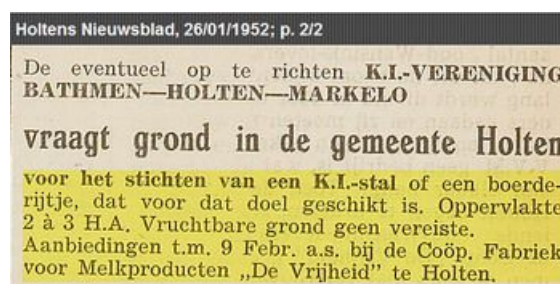 Holtens Nieuwsblad, 26/01/1952; p. 2/2
De eventueel op te richten K.I.-VERENIGING
BATHMEN—HOLTEN—MARKELO
vraagt grond in de gemeente Holten
voor het stichten van een K.I.-stal of een boerde-
rijtje, dat voor dat doel geschikt is. Oppervlakte
2 à 3 H.A. Vruchtbare grond geen vereiste.
Aanbiedingen t.m. 9 Febr. a.s. bij de Coöp. Fabriek
voor Melkproducten „De Vrijheid” te Holten.